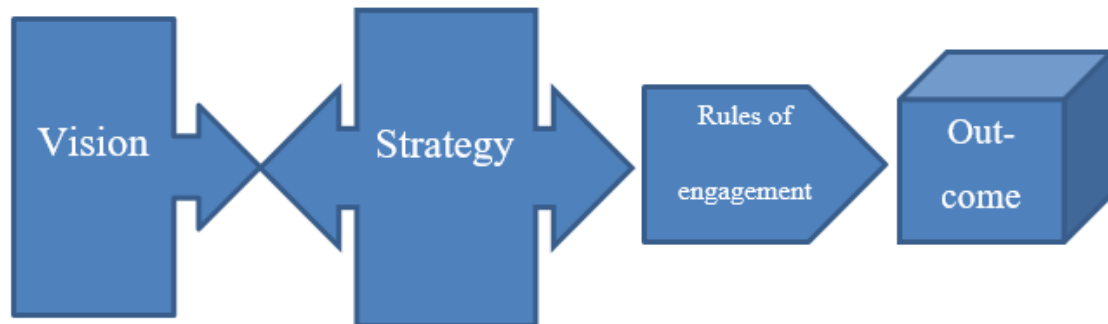 Vision
Strategy
Rules of
engagement
Out-
come